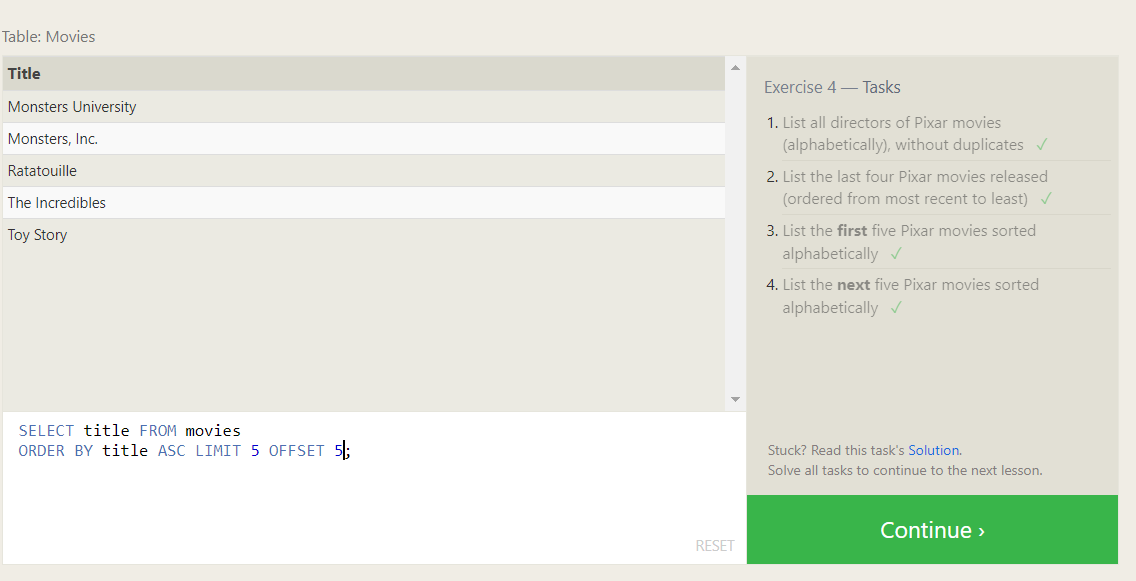 Table: Movies
Title
Monsters University
Monsters, Inc.
Ratatouille
The Incredibles
Toy Story
SELECT title FROM movies
ORDER BY title ASC LIMIT 5 OFFSET 5;
RESET
Exercise 4 — Tasks
1. List all directors of Pixar movies
(alphabetically), without duplicates ✓
2. List the last four Pixar movies released
(ordered from most recent to least) ✓
3. List the first five Pixar movies sorted
alphabetically ✓
4. List the next five Pixar movies sorted
alphabetically ✓
Stuck? Read this task's Solution.
Solve all tasks to continue to the next lesson.
Continue ›